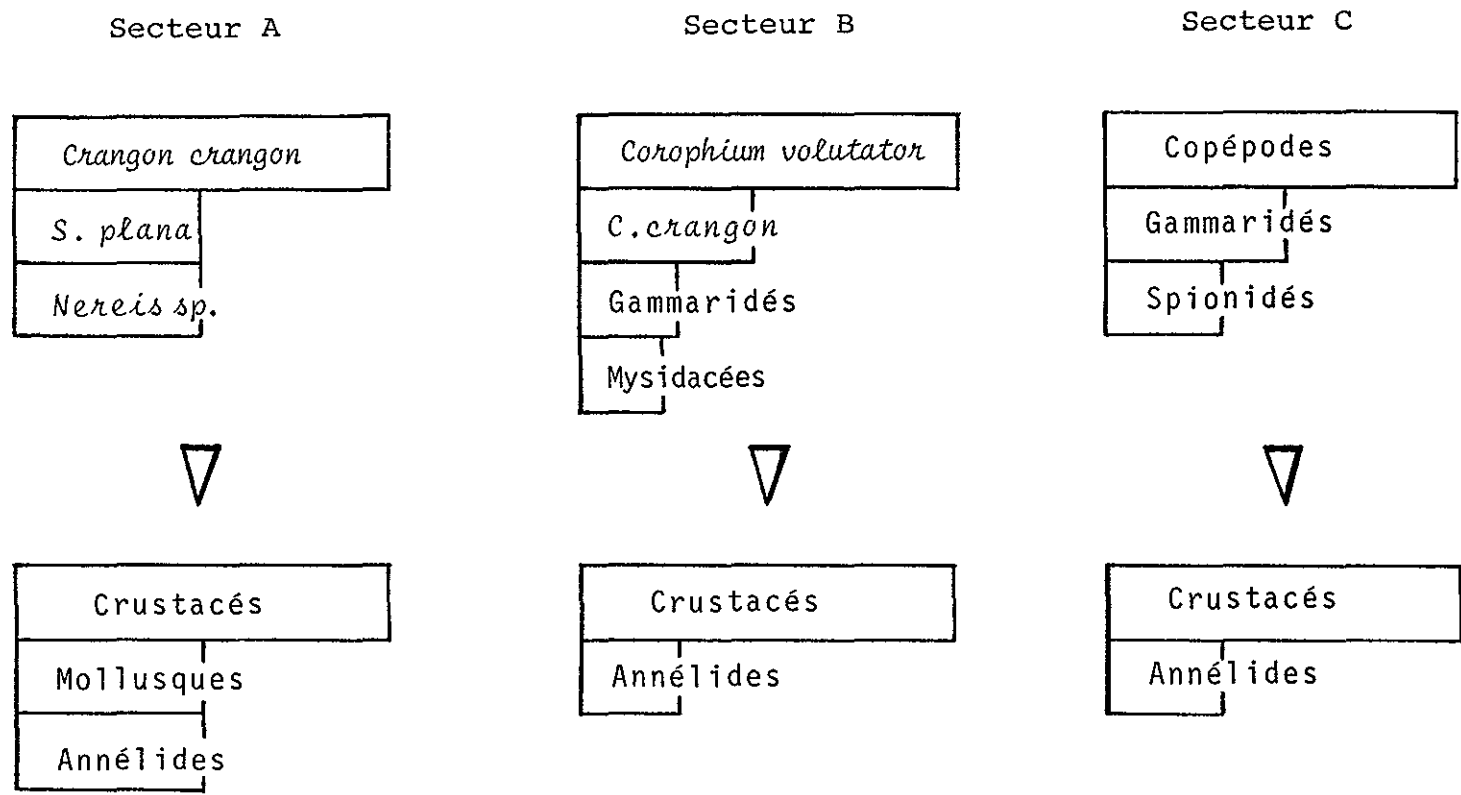 Secteur A
Crangon crangon
S. plana
Nereis sp.
Crustacés
Mollusques
Annélides
Secteur B
Corophium volutator
C. crangon
Gammaridés
Mysidacées
Crustacés
Annélides
Secteur C
Copépodes
Gammaridés
Spionidés
Crustacés
Annélides